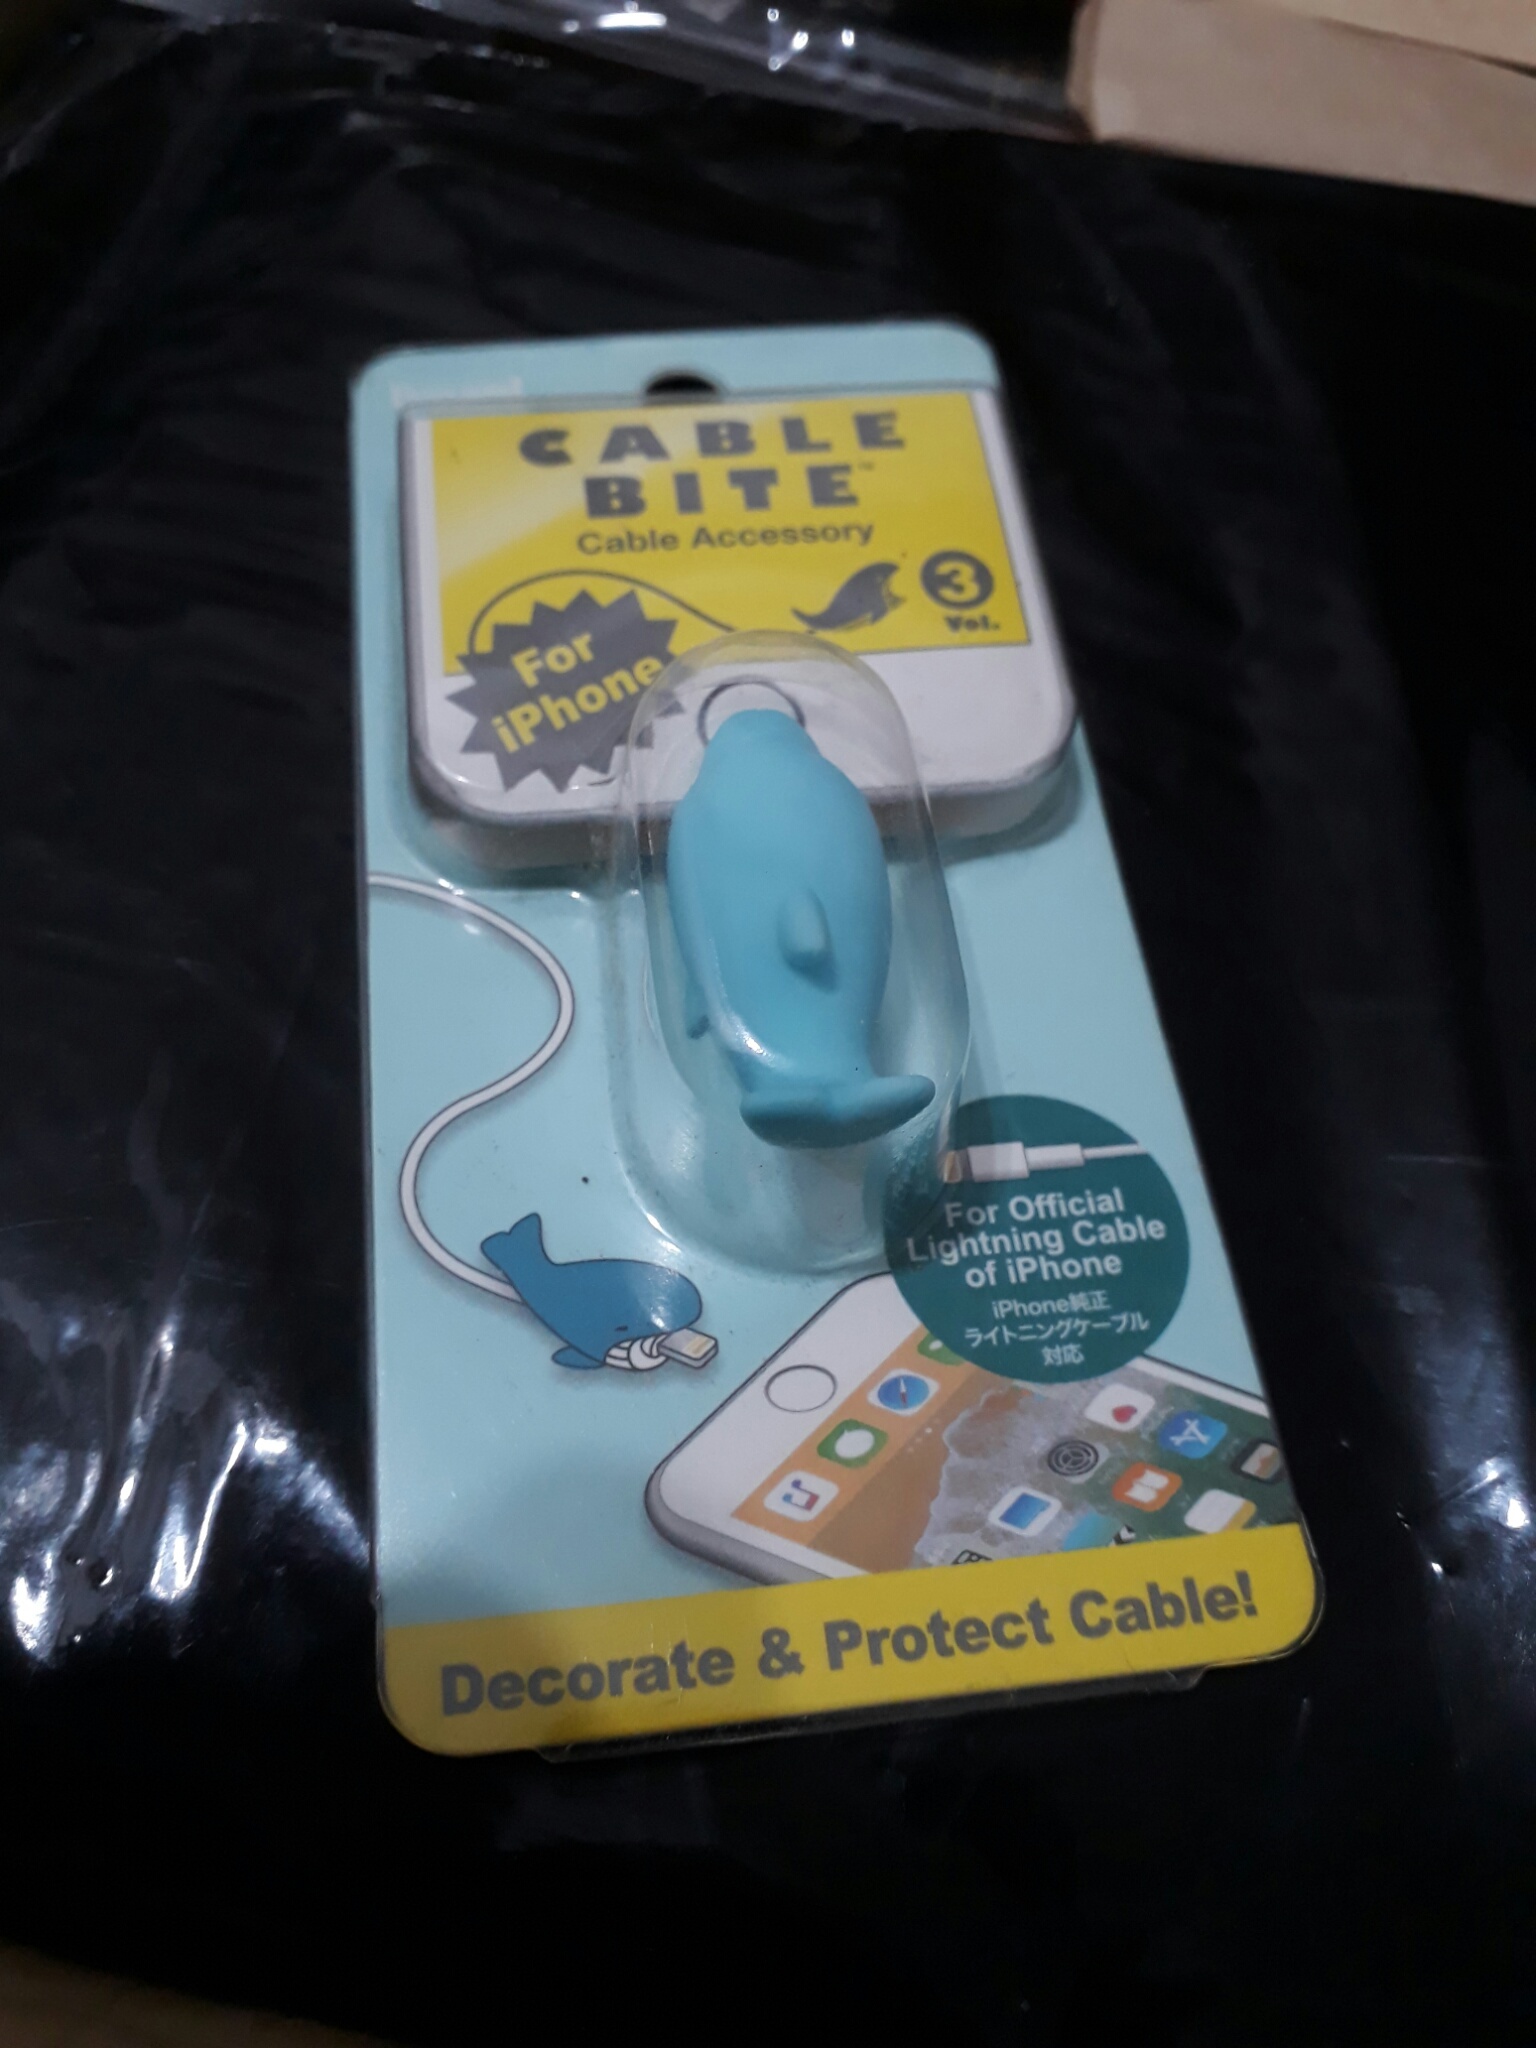 CABLE
BITE™
Cable Accessory
3
Vol.
For
iPhone
For Official
Lightning Cable
of iPhone
iPhone純正
ライトニングケーブル
対応
Decorate & Protect Cable!